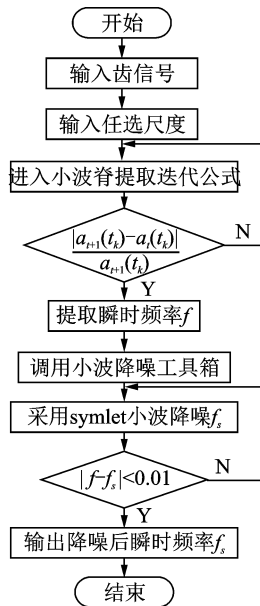 开始
输入齿信号
输入任选尺度
进入小波脊提取迭代公式
|a_{t+1}(t_k)-a_t(t_k)|
a_{t+1}(t_k)
N
Y
提取瞬时频率f
调用小波降噪工具箱
采用symlet小波降噪f_s
|f-f_s|<0.01
N
Y
输出降噪后瞬时频率f_s
结束